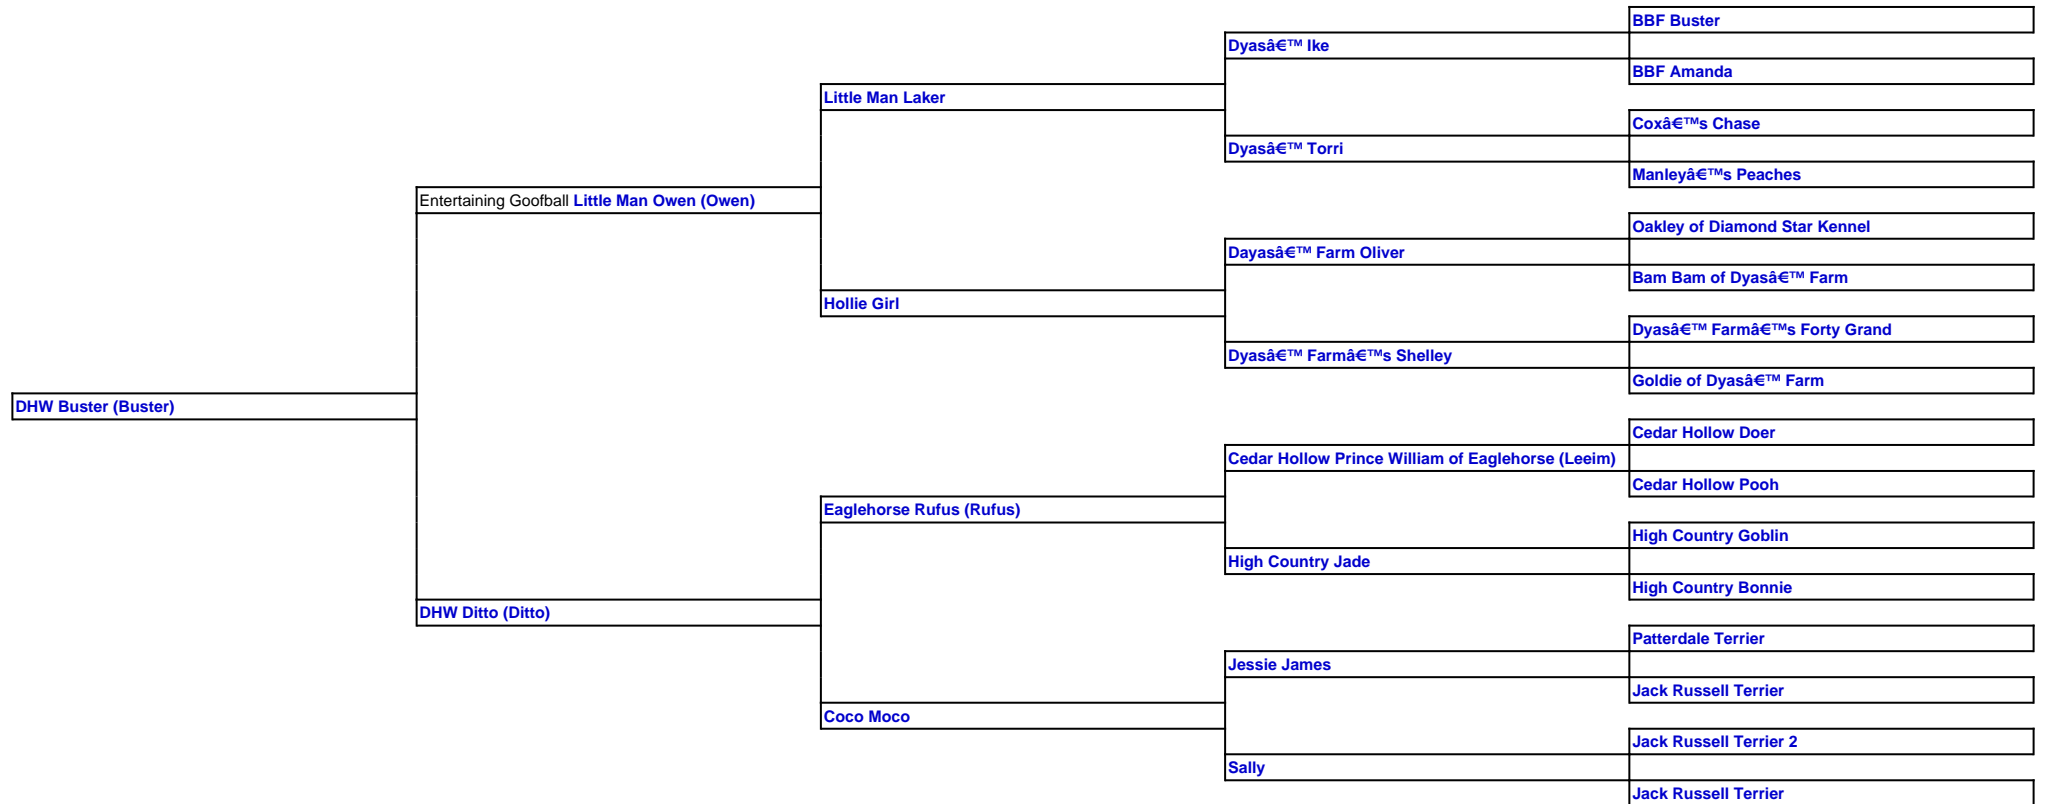 BBF Buster
Dyasâ€™ Ike
BBF Amanda
Little Man Laker
Coxâ€™s Chase
Dyasâ€™ Torri
Manleyâ€™s Peaches
Entertaining Goofball Little Man Owen (Owen)
Oakley of Diamond Star Kennel
Dayasâ€™ Farm Oliver
Bam Bam of Dyasâ€™ Farm
Hollie Girl
Dyasâ€™ Farmâ€™s Forty Grand
Dyasâ€™ Farmâ€™s Shelley
Goldie of Dyasâ€™ Farm
DHW Buster (Buster)
Cedar Hollow Doer
Cedar Hollow Prince William of Eaglehorse (Leeim)
Cedar Hollow Pooh
Eaglehorse Rufus (Rufus)
High Country Goblin
High Country Jade
High Country Bonnie
DHW Ditto (Ditto)
Patterdale Terrier
Jessie James
Jack Russell Terrier
Coco Moco
Jack Russell Terrier 2
Sally
Jack Russell Terrier